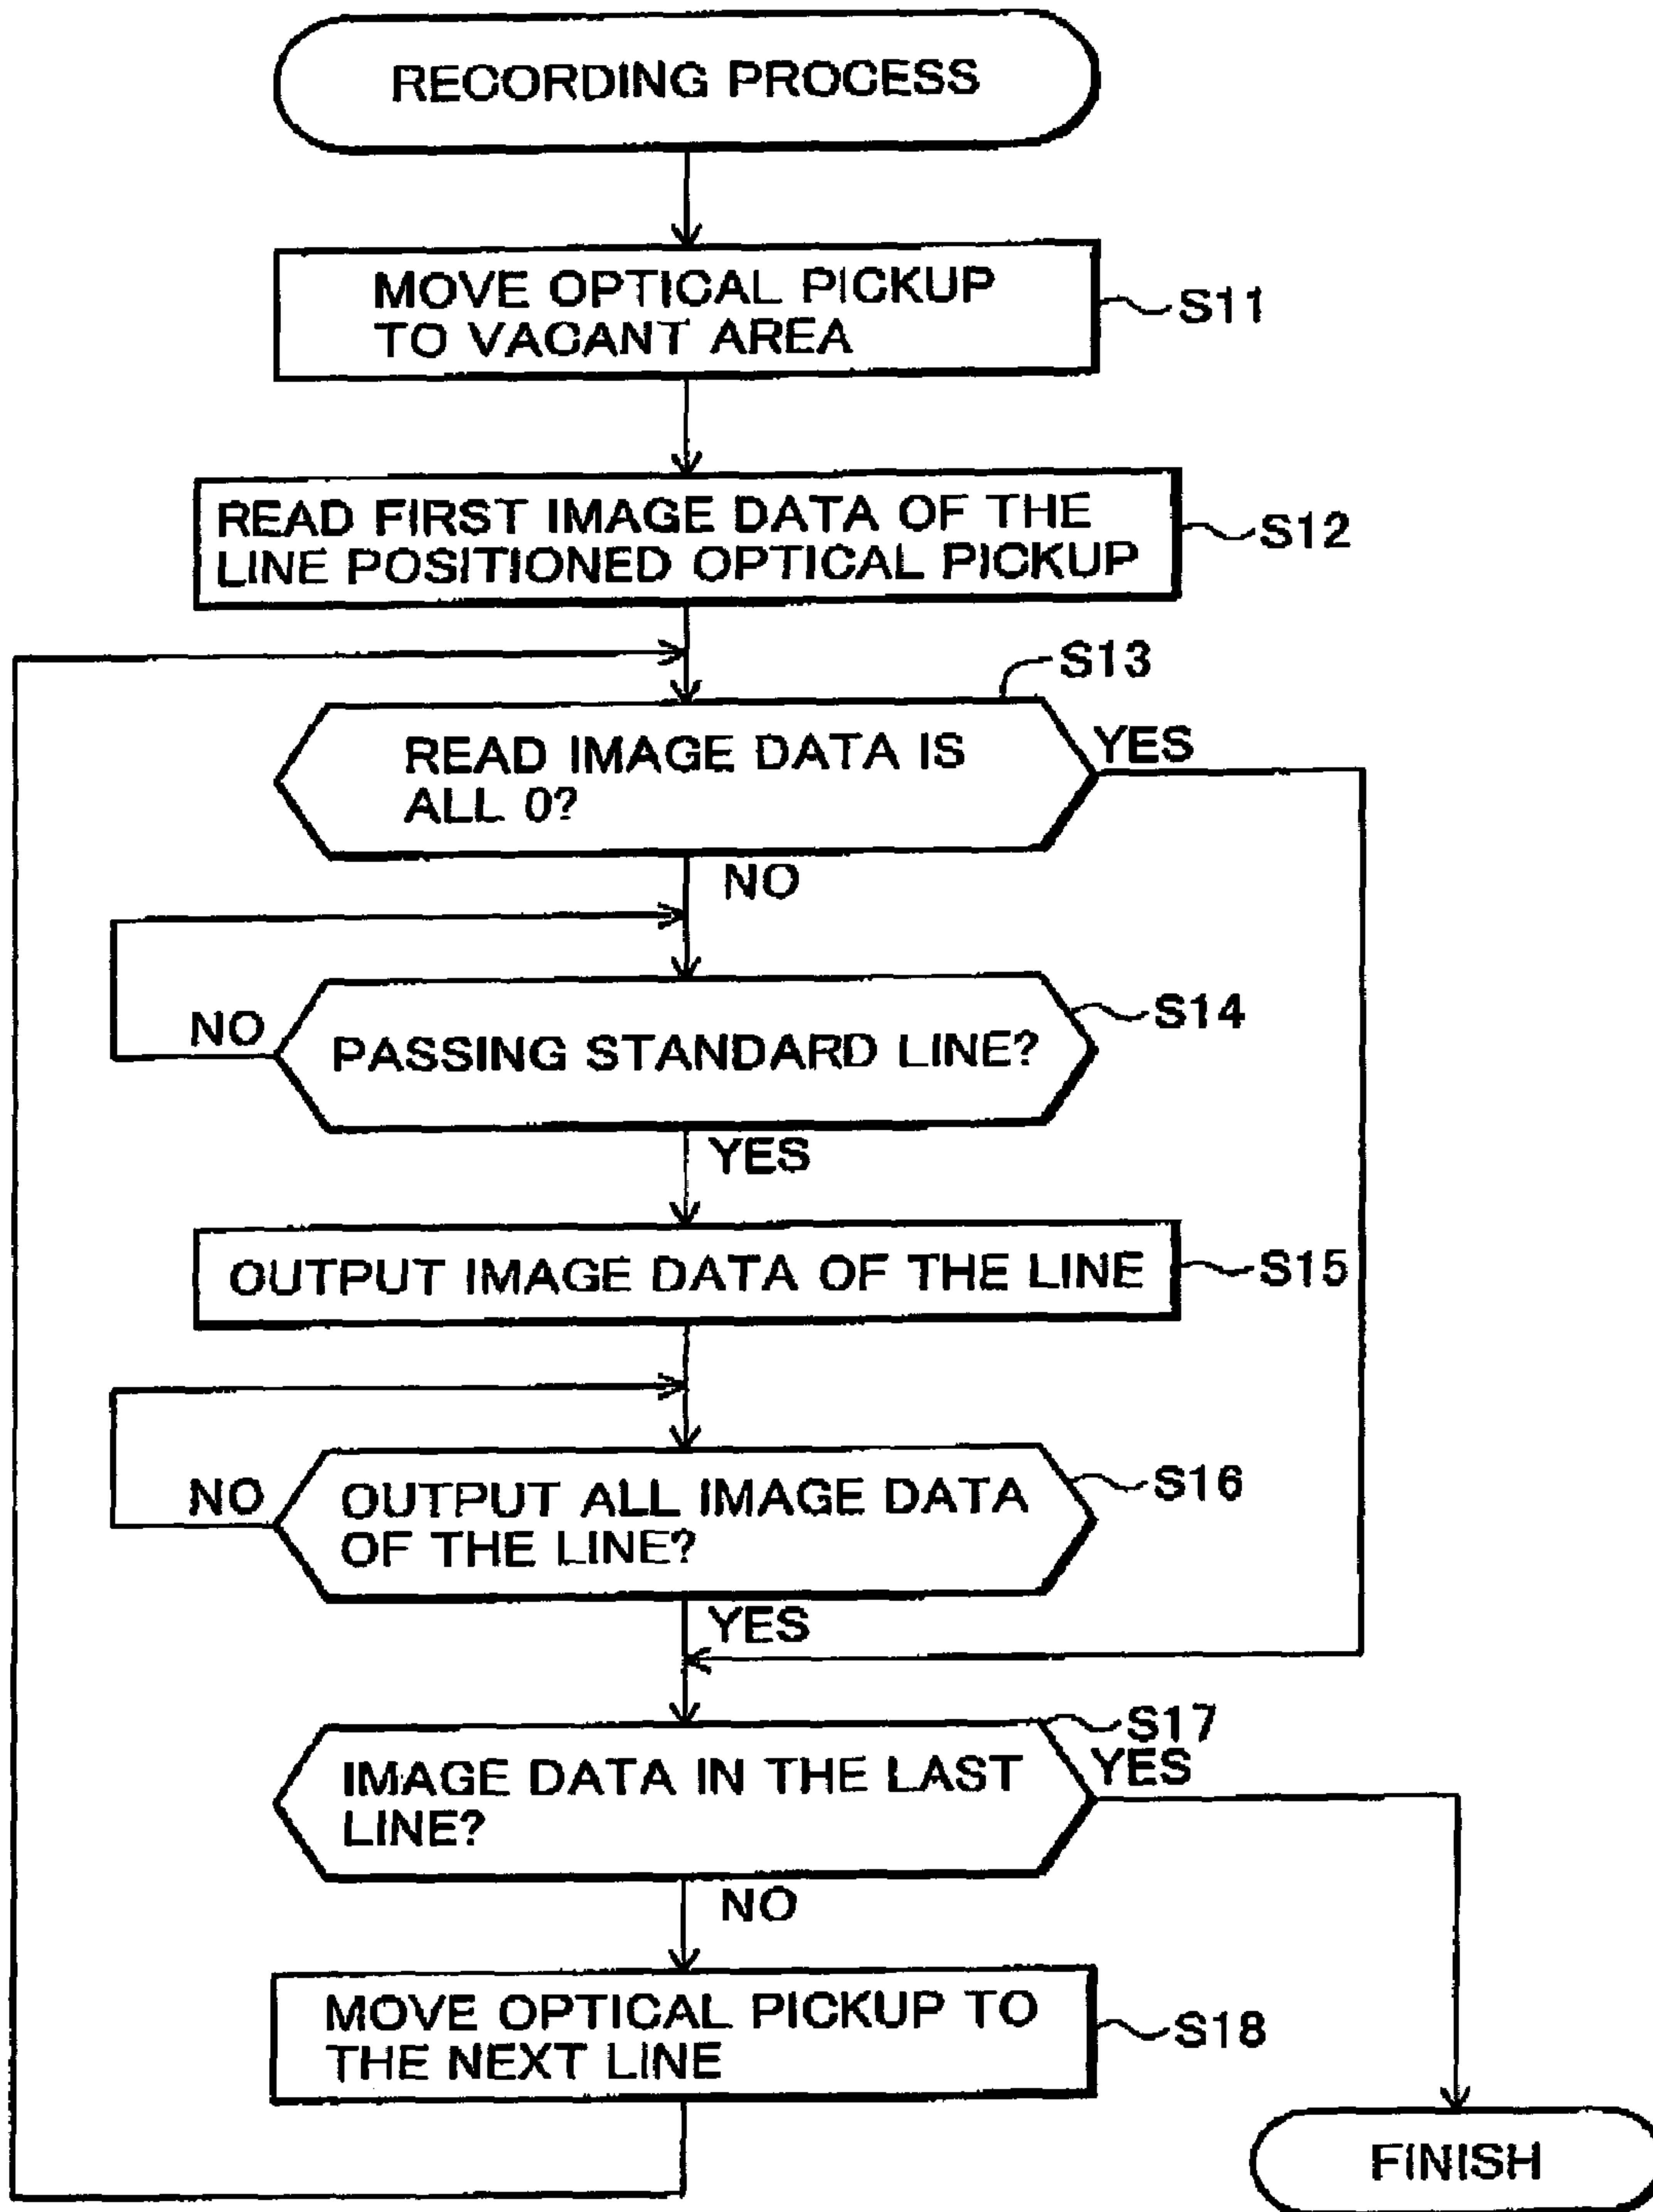 RECORDING PROCESS
MOVE OPTICAL PICKUP
TO VACANT AREA
S11
READ FIRST IMAGE DATA OF THE
LINE POSITIONED OPTICAL PICKUP
S12
S13
READ IMAGE DATA IS
ALL 0?
YES
NO
S14
NO
PASSING STANDARD LINE?
YES
OUTPUT IMAGE DATA OF THE LINE
S15
S16
NO
OUTPUT ALL IMAGE DATA
OF THE LINE?
YES
S17
YES
IMAGE DATA IN THE LAST
LINE?
NO
MOVE OPTICAL PICKUP TO
THE NEXT LINE
S18
FINISH